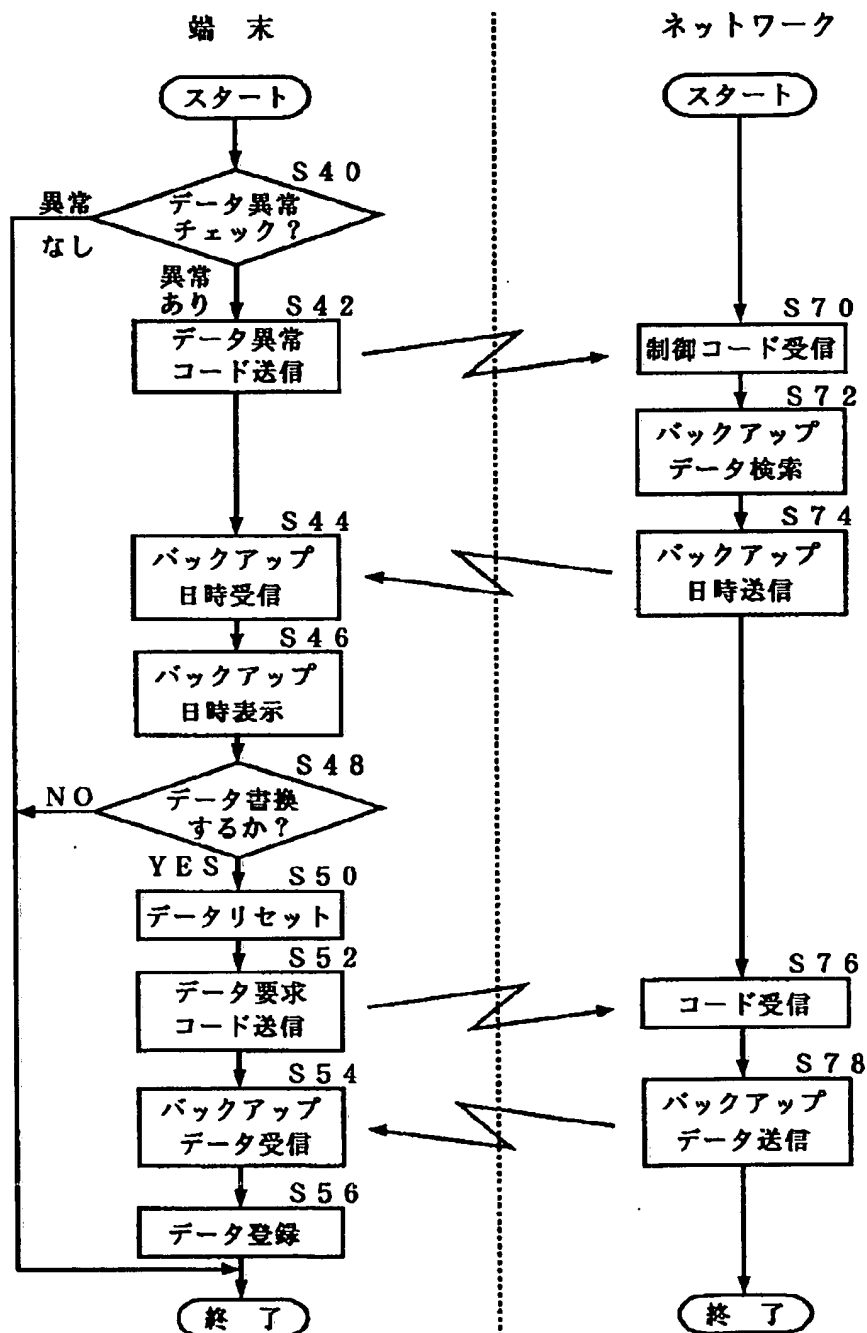 端 末
スタート
S40
データ異常
チェック?
異常
なし
異常
あり
S42
データ異常
コード送信
S44
バックアップ
日時受信
S46
バックアップ
日時表示
S48
データ書換
するか?
NO
YES
S50
データリセット
S52
データ要求
コード送信
S54
バックアップ
データ受信
S56
データ登録
終 了
ネットワーク
スタート
S70
制御コード受信
S72
バックアップ
データ検索
S74
バックアップ
日時送信
S76
コード受信
S78
バックアップ
データ送信
終 了